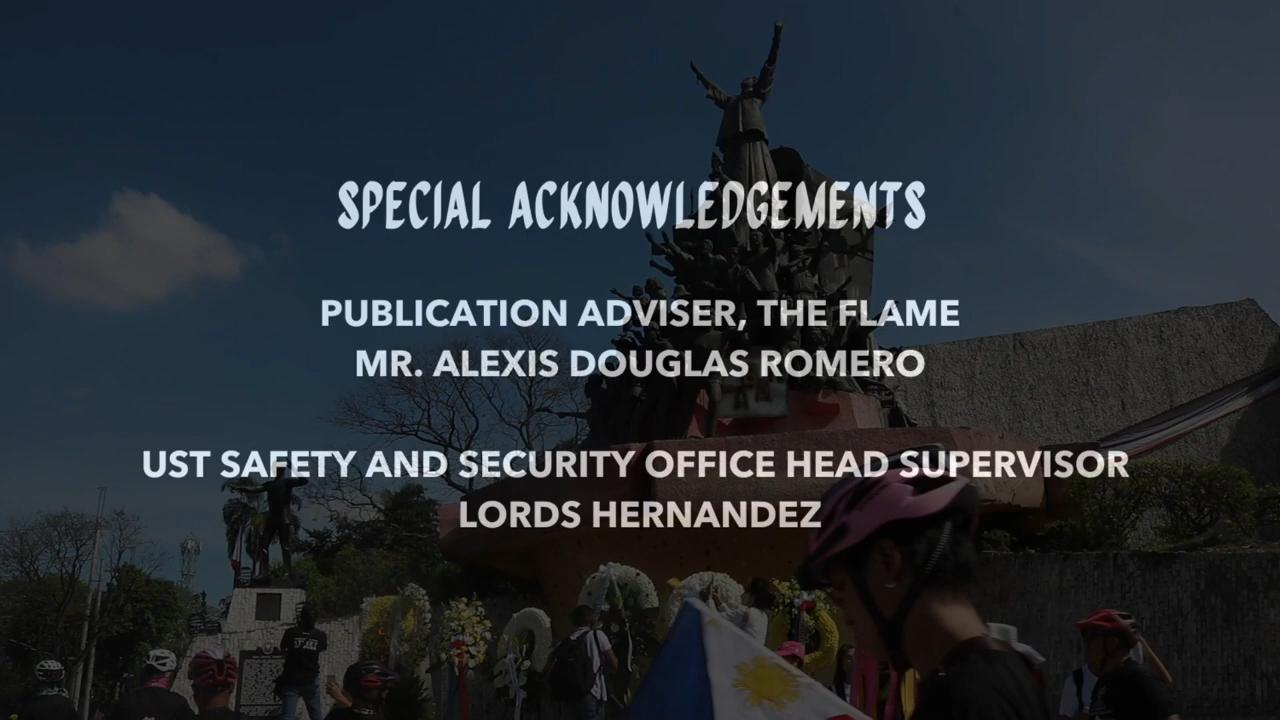 SPECIAL ACKNOWLEDGEMENTS
PUBLICATION ADVISER, THE FLAME
MR. ALEXIS DOUGLAS ROMERO
UST SAFETY AND SECURITY OFFICE HEAD SUPERVISOR
LORDS HERNANDEZ